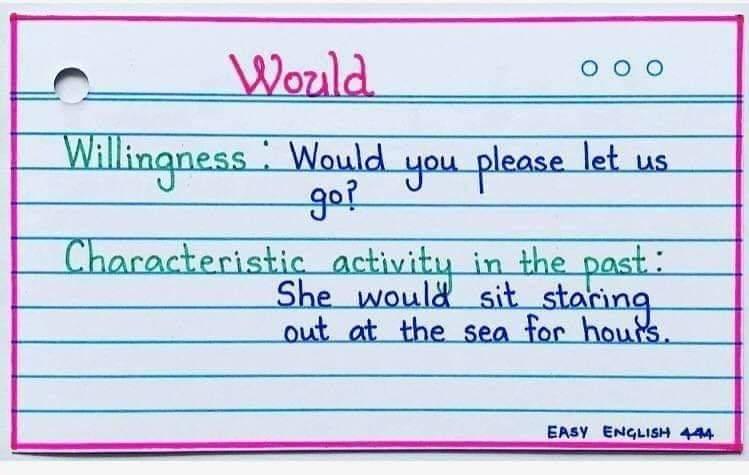 Would
Willingness : Would you please let us
go?
Characteristic activity in the past :
She would sit staring
out at the sea for hours.
EASY ENGLISH 444